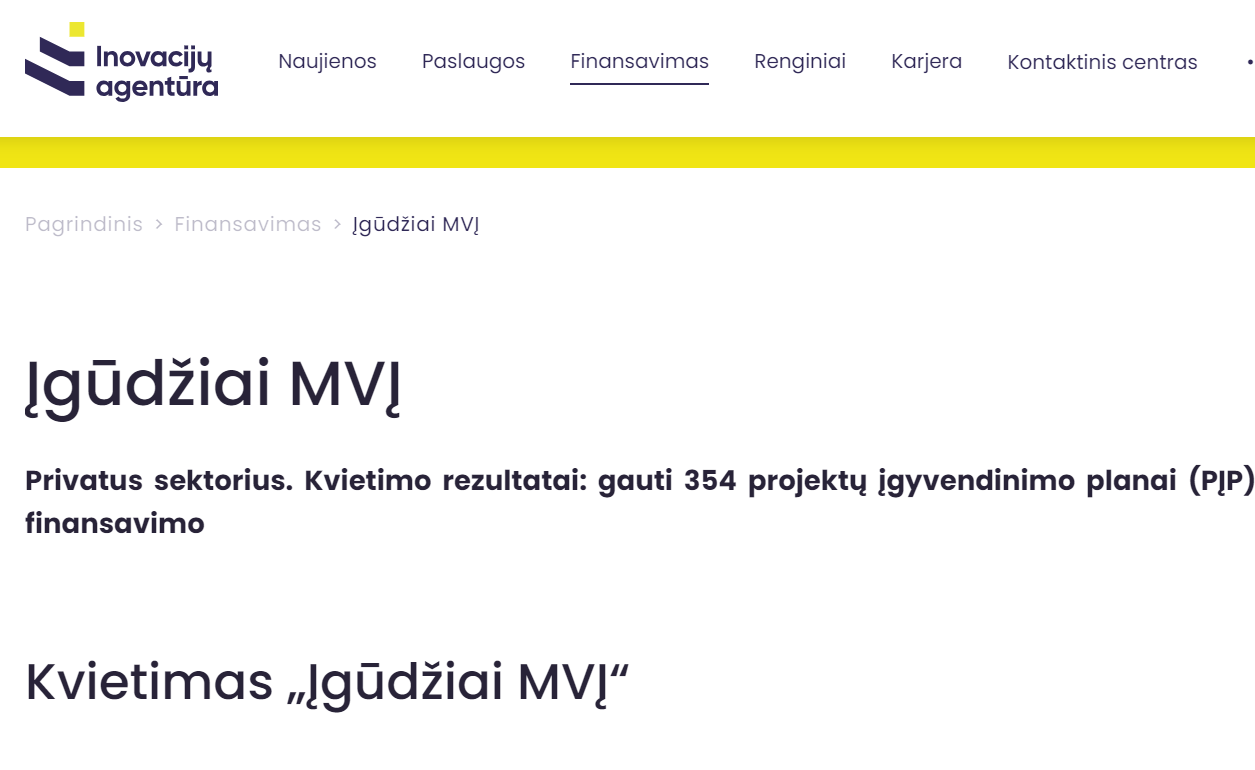 Inovacijų
agentūra
Naujienos Paslaugos Finansavimas Renginiai Karjera Kontaktinis centras
Pagrindinis > Finansavimas > Įgūdžiai MVĮ
Įgūdžiai MVĮ
Privatus sektorius. Kvietimo rezultatai: gauti 354 projektų įgyvendinimo planai (PĮP)
finansavimo
Kvietimas „Įgūdžiai MVĮ“